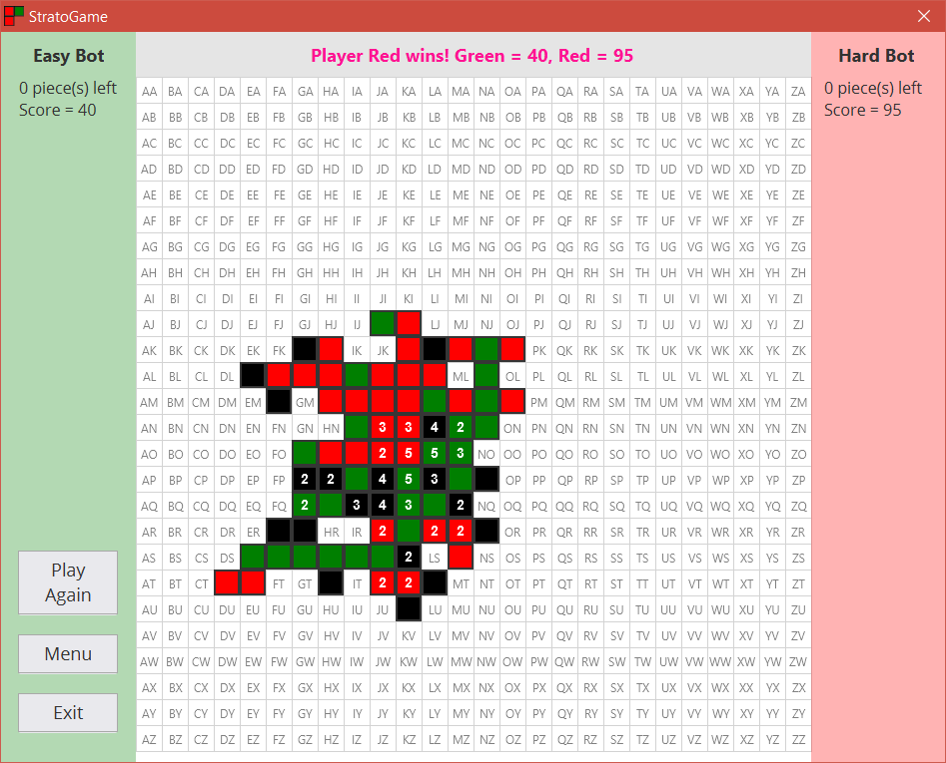 StratoGame
Easy Bot
0 piece(s) left
Score = 40
Player Red wins! Green = 40, Red = 95
Hard Bot
0 piece(s) left
Score = 95
AA BA CA DA EA FA GA HA IA JA KA LA MA NA OA PA QA RA SA TA UA VA WA XA YA ZA
AB BB CB DB EB FB GB HB IB JB KB LB MB NB OB PB QB RB SB TB UB VB WB XB YB ZB
AC BC CC DC EC FC GC HC IC JC KC LC MC NC OC PC QC RC SC TC UC VC WC XC YC ZC
AD BD CD DD ED FD GD HD ID JD KD LD MD ND OD PD QD RD SD TD UD VD WD XD YD ZD
AE BE CE DE EE FE GE HE IE JE KE LE ME NE OE PE QE RE SE TE UE VE WE XE YE ZE
AF BF CF DF EF FF GF HF IF JF KF LF MF NF OF PF QF RF SF TF UF VF WF XF YF ZF
AG BG CG DG EG FG GG HG IG JG KG LG MG NG OG PG QG RG SG TG UG VG WG XG YG ZG
AH BH CH DH EH FH GH HH IH JH KH LH MH NH OH PH QH RH SH TH UH VH WH XH YH ZH
AI BI CI DI EI FI GI HI II JI KI LI MI NI OI PI QI RI SI TI UI VI WI XI YI ZI
AJ BJ CJ DJ EJ FJ GJ HJ IJ LJ MJ NJ OJ PJ QJ RJ SJ TJ UJ VJ WJ XJ YJ ZJ
AK BK CK DK EK FK IK JK PK QK RK SK TK UK VK WK XK YK ZK
AL BL CL DL ML OL PL QL RL SL TL UL VL WL XL YL ZL
AM BM CM DM EM GM PM QM RM SM TM UM VM WM XM YM ZM
AN BN CN DN EN FN GN HN 3 3 4 2 ON PN QN RN SN TN UN VN WN XN YN ZN
AO BO CO DO EO FO 2 5 5 3 NO OO PO QO RO SO TO UO VO WO XO YO ZO
AP BP CP DP EP FP 2 2 4 5 3 OP PP QP RP SP TP UP VP WP XP YP ZP
AQ BQ CQ DQ EQ FQ 2 3 4 3 2 NQ OQ PQ QQ RQ SQ TQ UQ VQ WQ XQ YQ ZQ
AR BR CR DR ER HR IR 2 2 2 OR PR QR RR SR TR UR VR WR XR YR ZR
AS BS CS DS 2 LS NS OS PS QS RS SS TS US VS WS XS YS ZS
AT BT CT FT GT IT 2 2 MT NT OT PT QT RT ST TT UT VT WT XT YT ZT
AU BU CU DU EU FU GU HU IU JU LU MU NU OU PU QU RU SU TU UU VU WU XU YU ZU
AV BV CV DV EV FV GV HV IV JV KV LV MV NV OV PV QV RV SV TV UV VV WV XV YV ZV
AW BW CW DW EW FW GW HW IW JW KW LW MW NW OW PW QW RW SW TW UW VW WW XW YW ZW
AX BX CX DX EX FX GX HX IX JX KX LX MX NX OX PX QX RX SX TX UX VX WX XX YX ZX
AY BY CY DY EY FY GY HY IY JY KY LY MY NY OY PY QY RY SY TY UY VY WY XY YY ZY
AZ BZ CZ DZ EZ FZ GZ HZ IZ JZ KZ LZ MZ NZ OZ PZ QZ RZ SZ TZ UZ VZ WZ XZ YZ ZZ
Play
Again
Menu
Exit